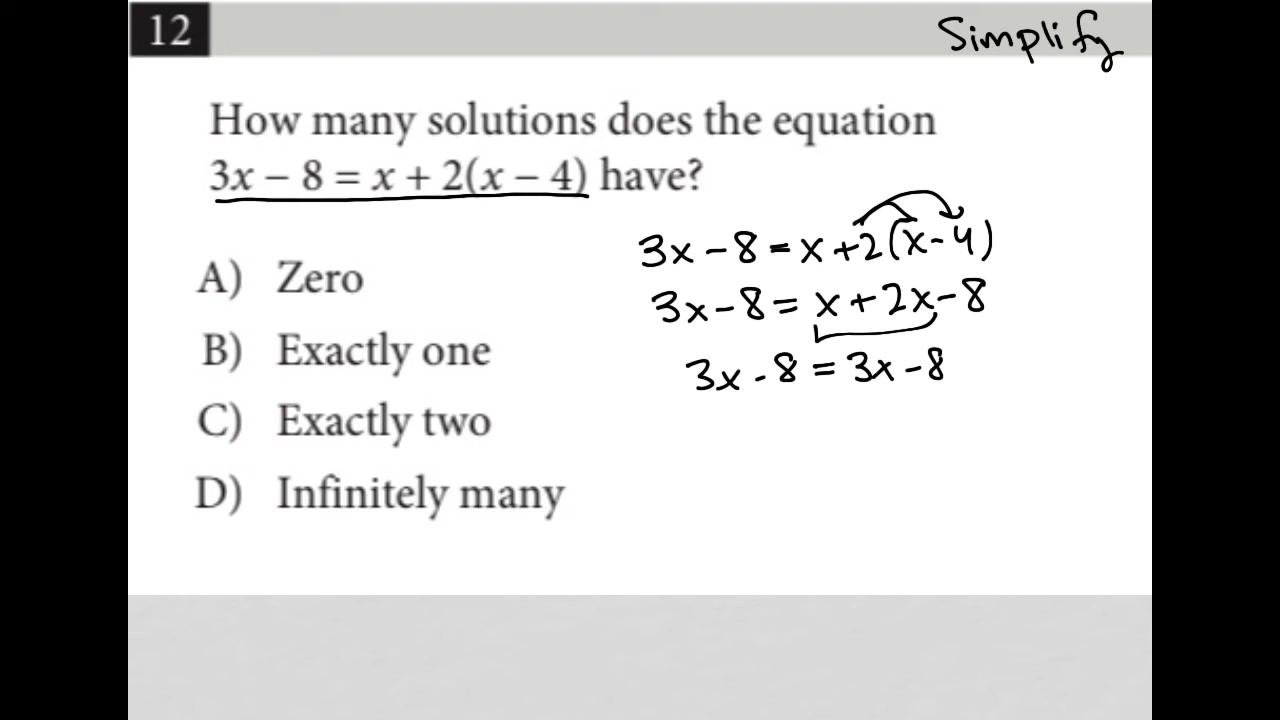 12
Simplify
How many solutions does the equation
3x − 8 = x + 2(x − 4) have?
3x - 8 = x + 2(x - 4)
A) Zero
3x - 8 = x + 2x - 8
B) Exactly one
3x - 8 = 3x - 8
C) Exactly two
D) Infinitely many